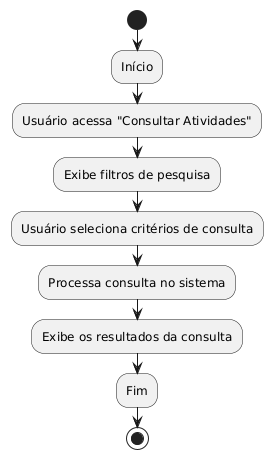 Início
Usuário acessa "Consultar Atividades"
Exibe filtros de pesquisa
Usuário seleciona critérios de consulta
Processa consulta no sistema
Exibe os resultados da consulta
Fim